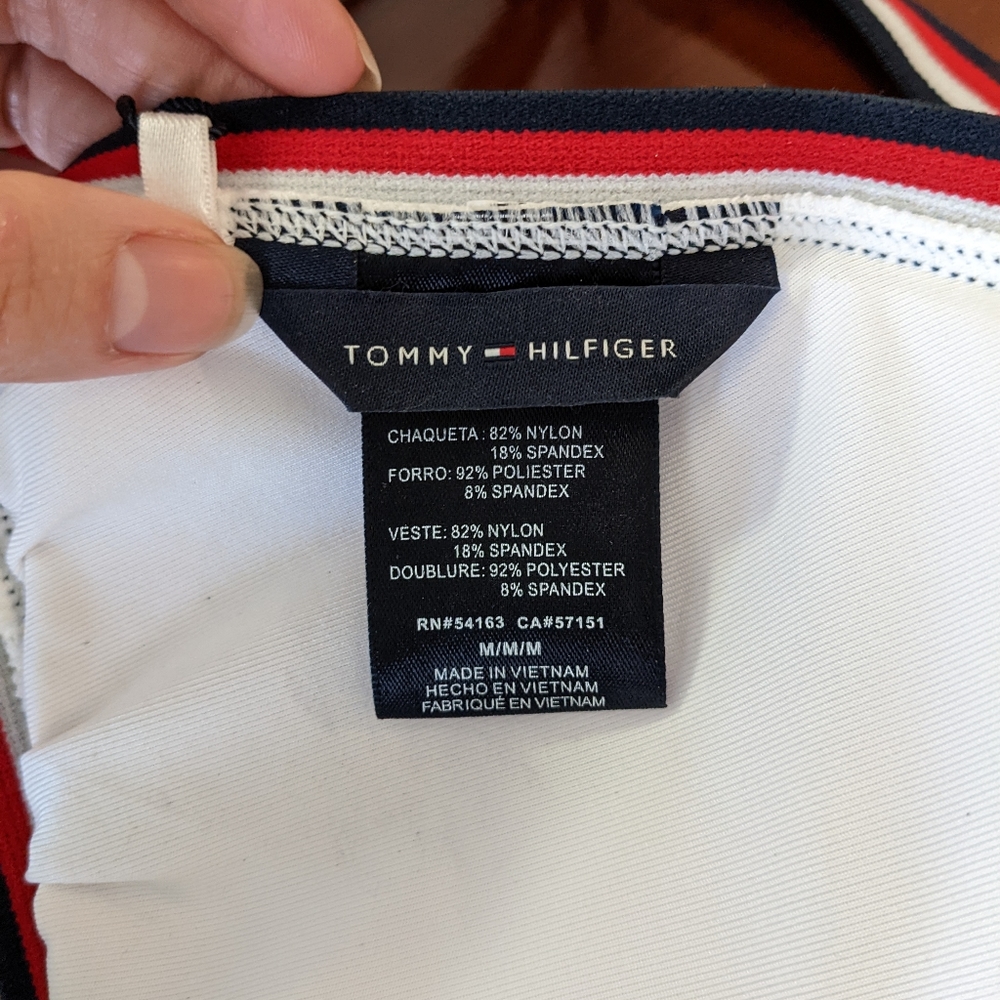 TOMMY HILFIGER
CHAQUETA: 82% NYLON
18% SPANDEX
FORRO: 92% POLIESTER
8% SPANDEX
VESTE: 82% NYLON
18% SPANDEX
DOUBLURE: 92% POLYESTER
8% SPANDEX
RN#54163 CA#57151
M/M/M
MADE IN VIETNAM
HECHO EN VIETNAM
FABRIQUÉ EN VIETNAM